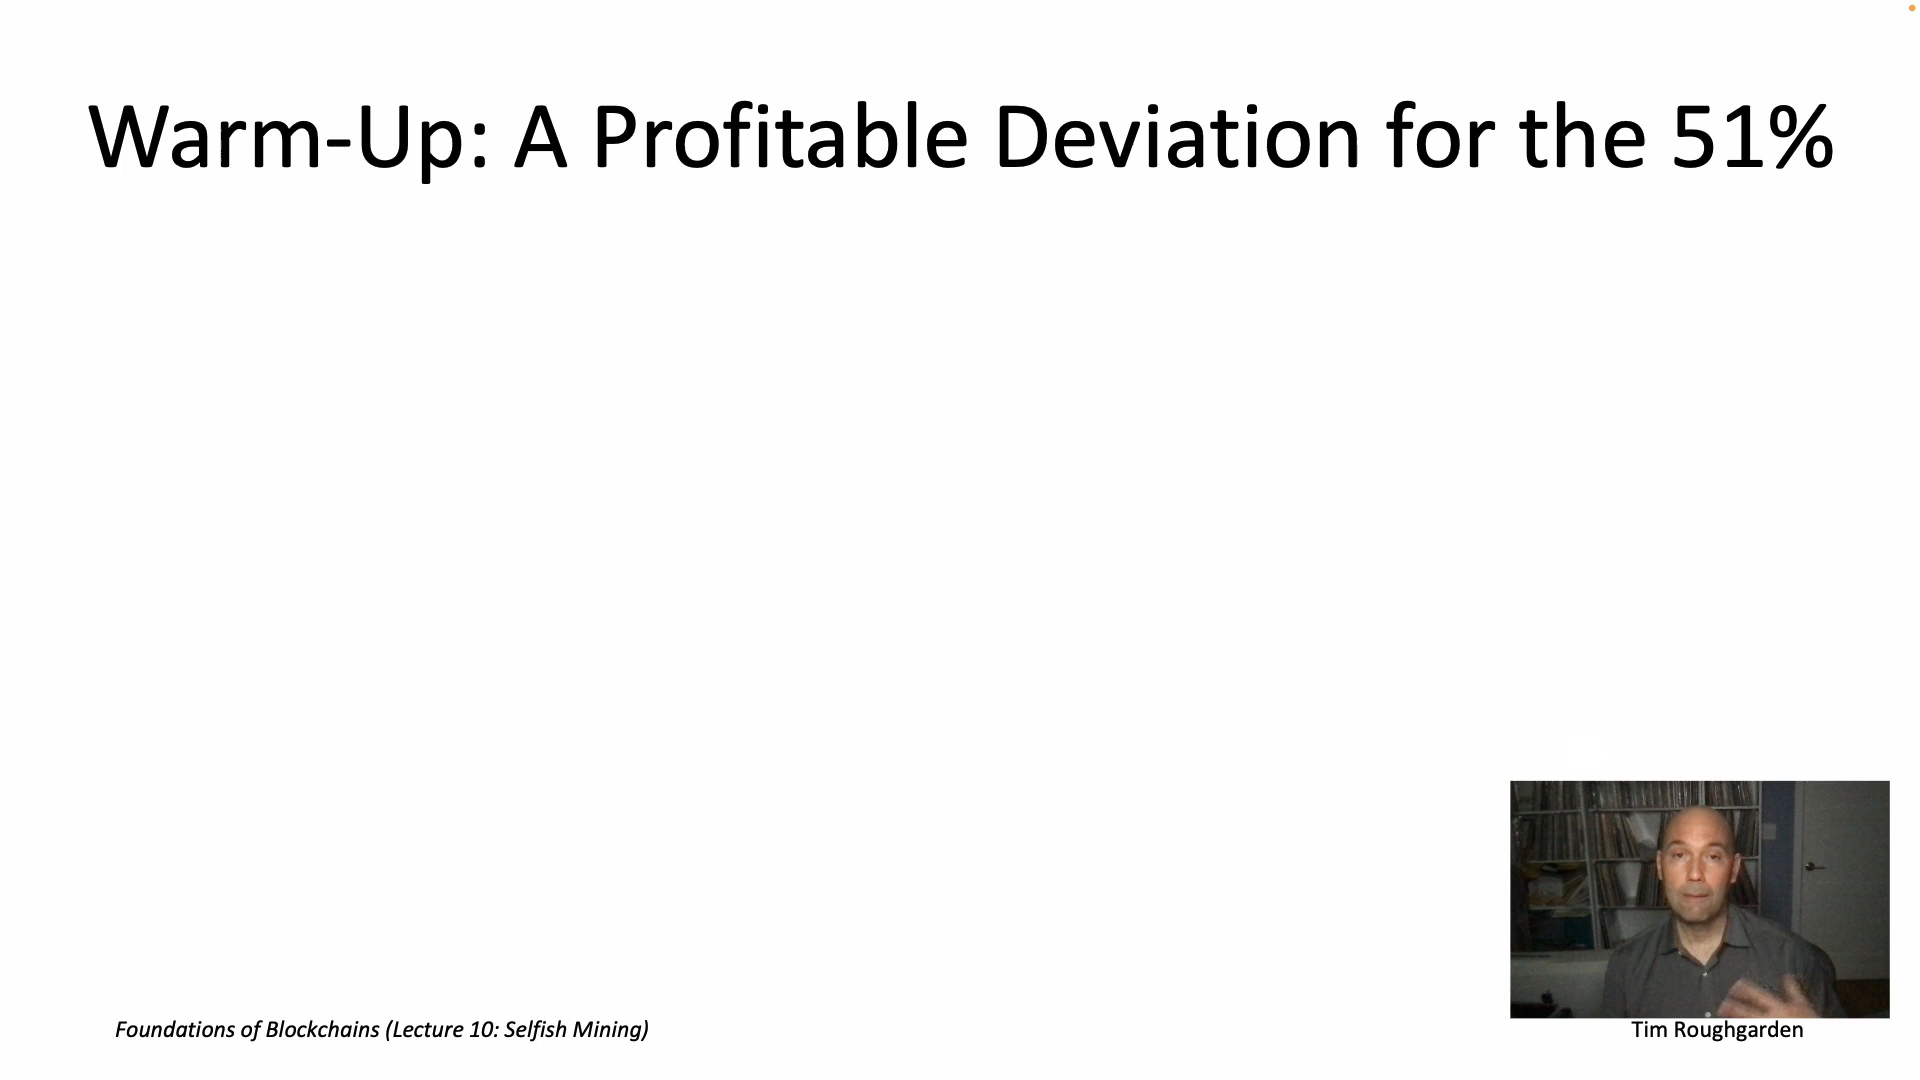 Warm-Up: A Profitable Deviation for the 51%
Foundations of Blockchains (Lecture 10: Selfish Mining)
Tim Roughgarden